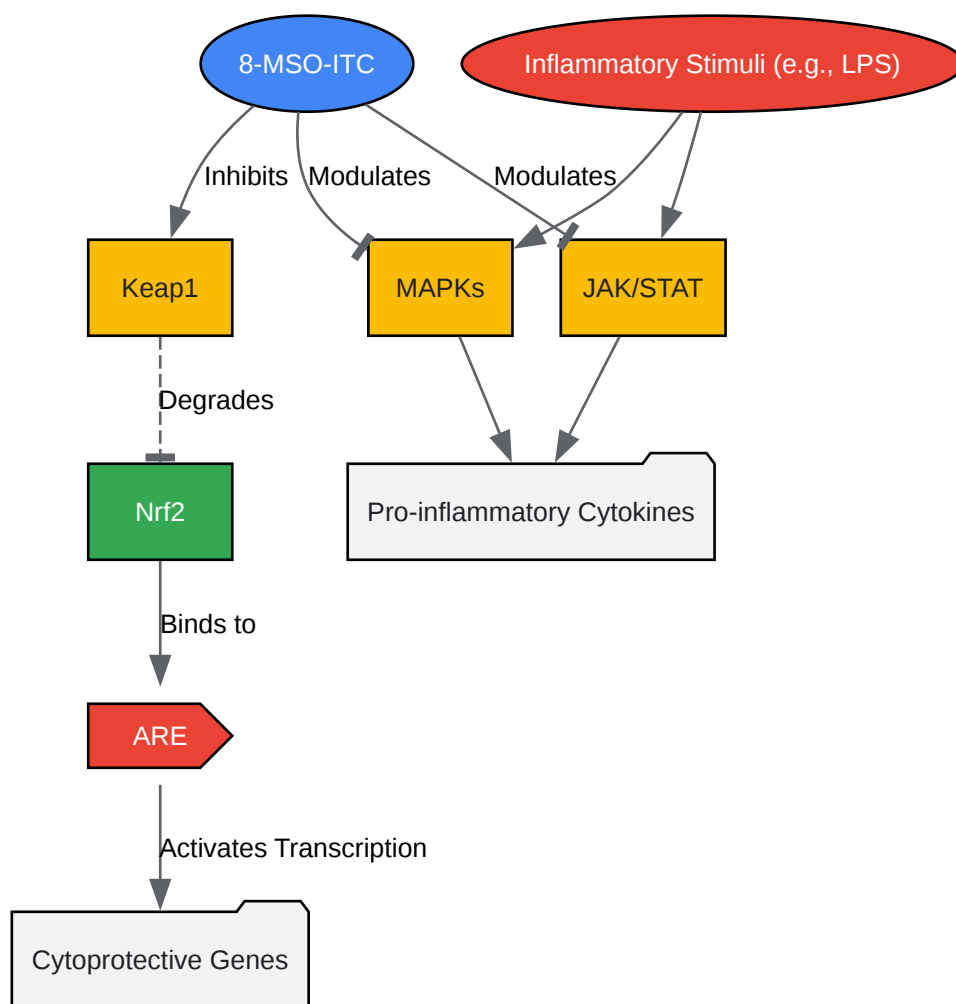 8-MSO-ITC
Inflammatory Stimuli (e.g., LPS)
Inhibits
Modulates
Modulates
Keap1
MAPKs
JAK/STAT
Degrades
Nrf2
Pro-inflammatory Cytokines
Binds to
ARE
Activates Transcription
Cytoprotective Genes